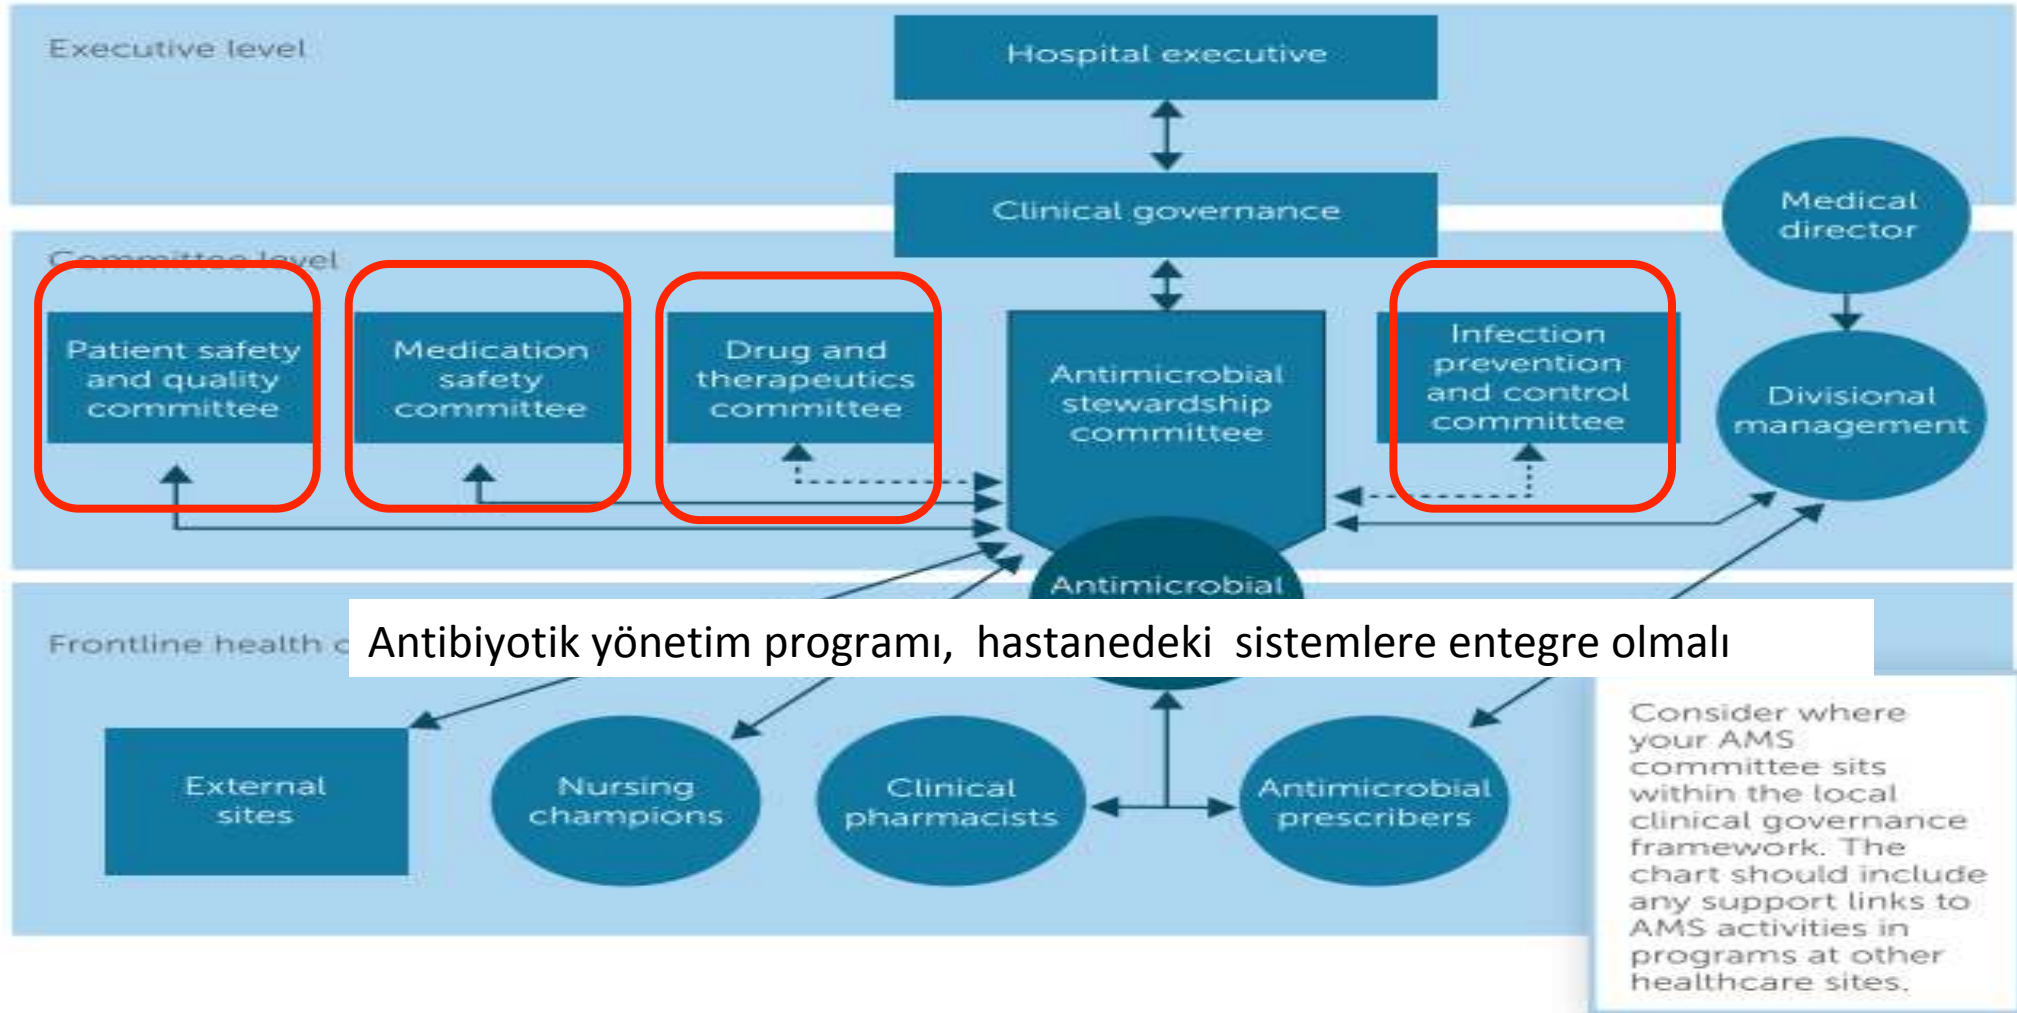 Executive level
Hospital executive
Clinical governance
Medical
director
Committee level
Patient safety
and quality
committee
Medication
safety
committee
Drug and
therapeutics
committee
Antimicrobial
stewardship
committee
Infection
prevention
and control
committee
Divisional
management
Antimicrobial
Frontline health
Antibiyotik yönetim programı, hastanedeki sistemlere entegre olmalı
External
sites
Nursing
champions
Clinical
pharmacists
Antimicrobial
prescribers
Consider where
your AMS
committee sits
within the local
clinical governance
framework. The
chart should include
any support links to
AMS activities in
programs at other
healthcare sites.